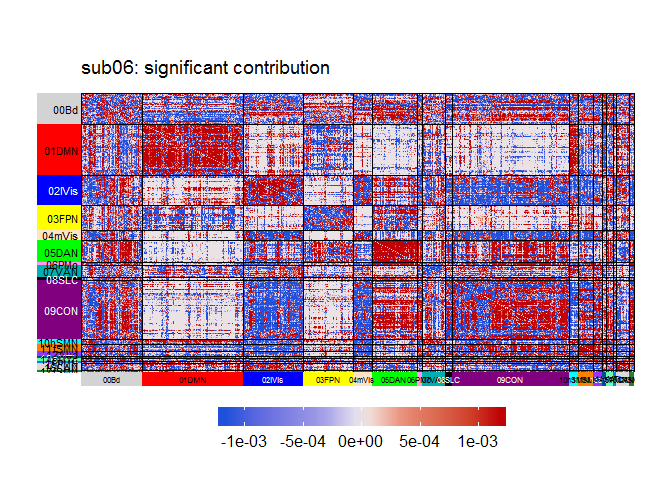 sub06: significant contribution
00Bd
01DMN
02lVis
03FPN
04mVis
05DAN
07VAN
08SLC
09CON
00Bd 01DMN 02lVis 03FPN 04mVis 05DAN 08SLC 09CON
-1e-03 -5e-04 0e+00 5e-04 1e-03